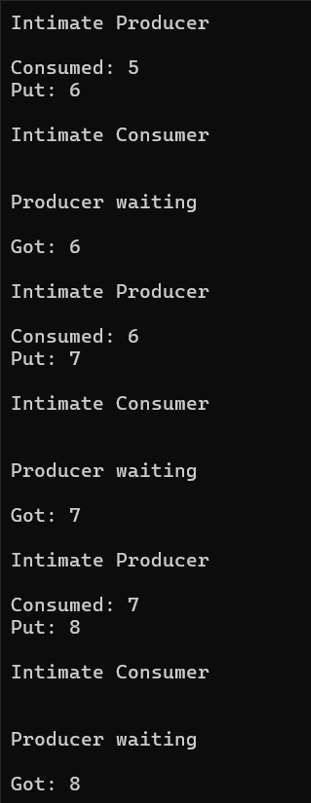 Intimate Producer
Consumed: 5
Put: 6
Intimate Consumer
Producer waiting
Got: 6
Intimate Producer
Consumed: 6
Put: 7
Intimate Consumer
Producer waiting
Got: 7
Intimate Producer
Consumed: 7
Put: 8
Intimate Consumer
Producer waiting
Got: 8